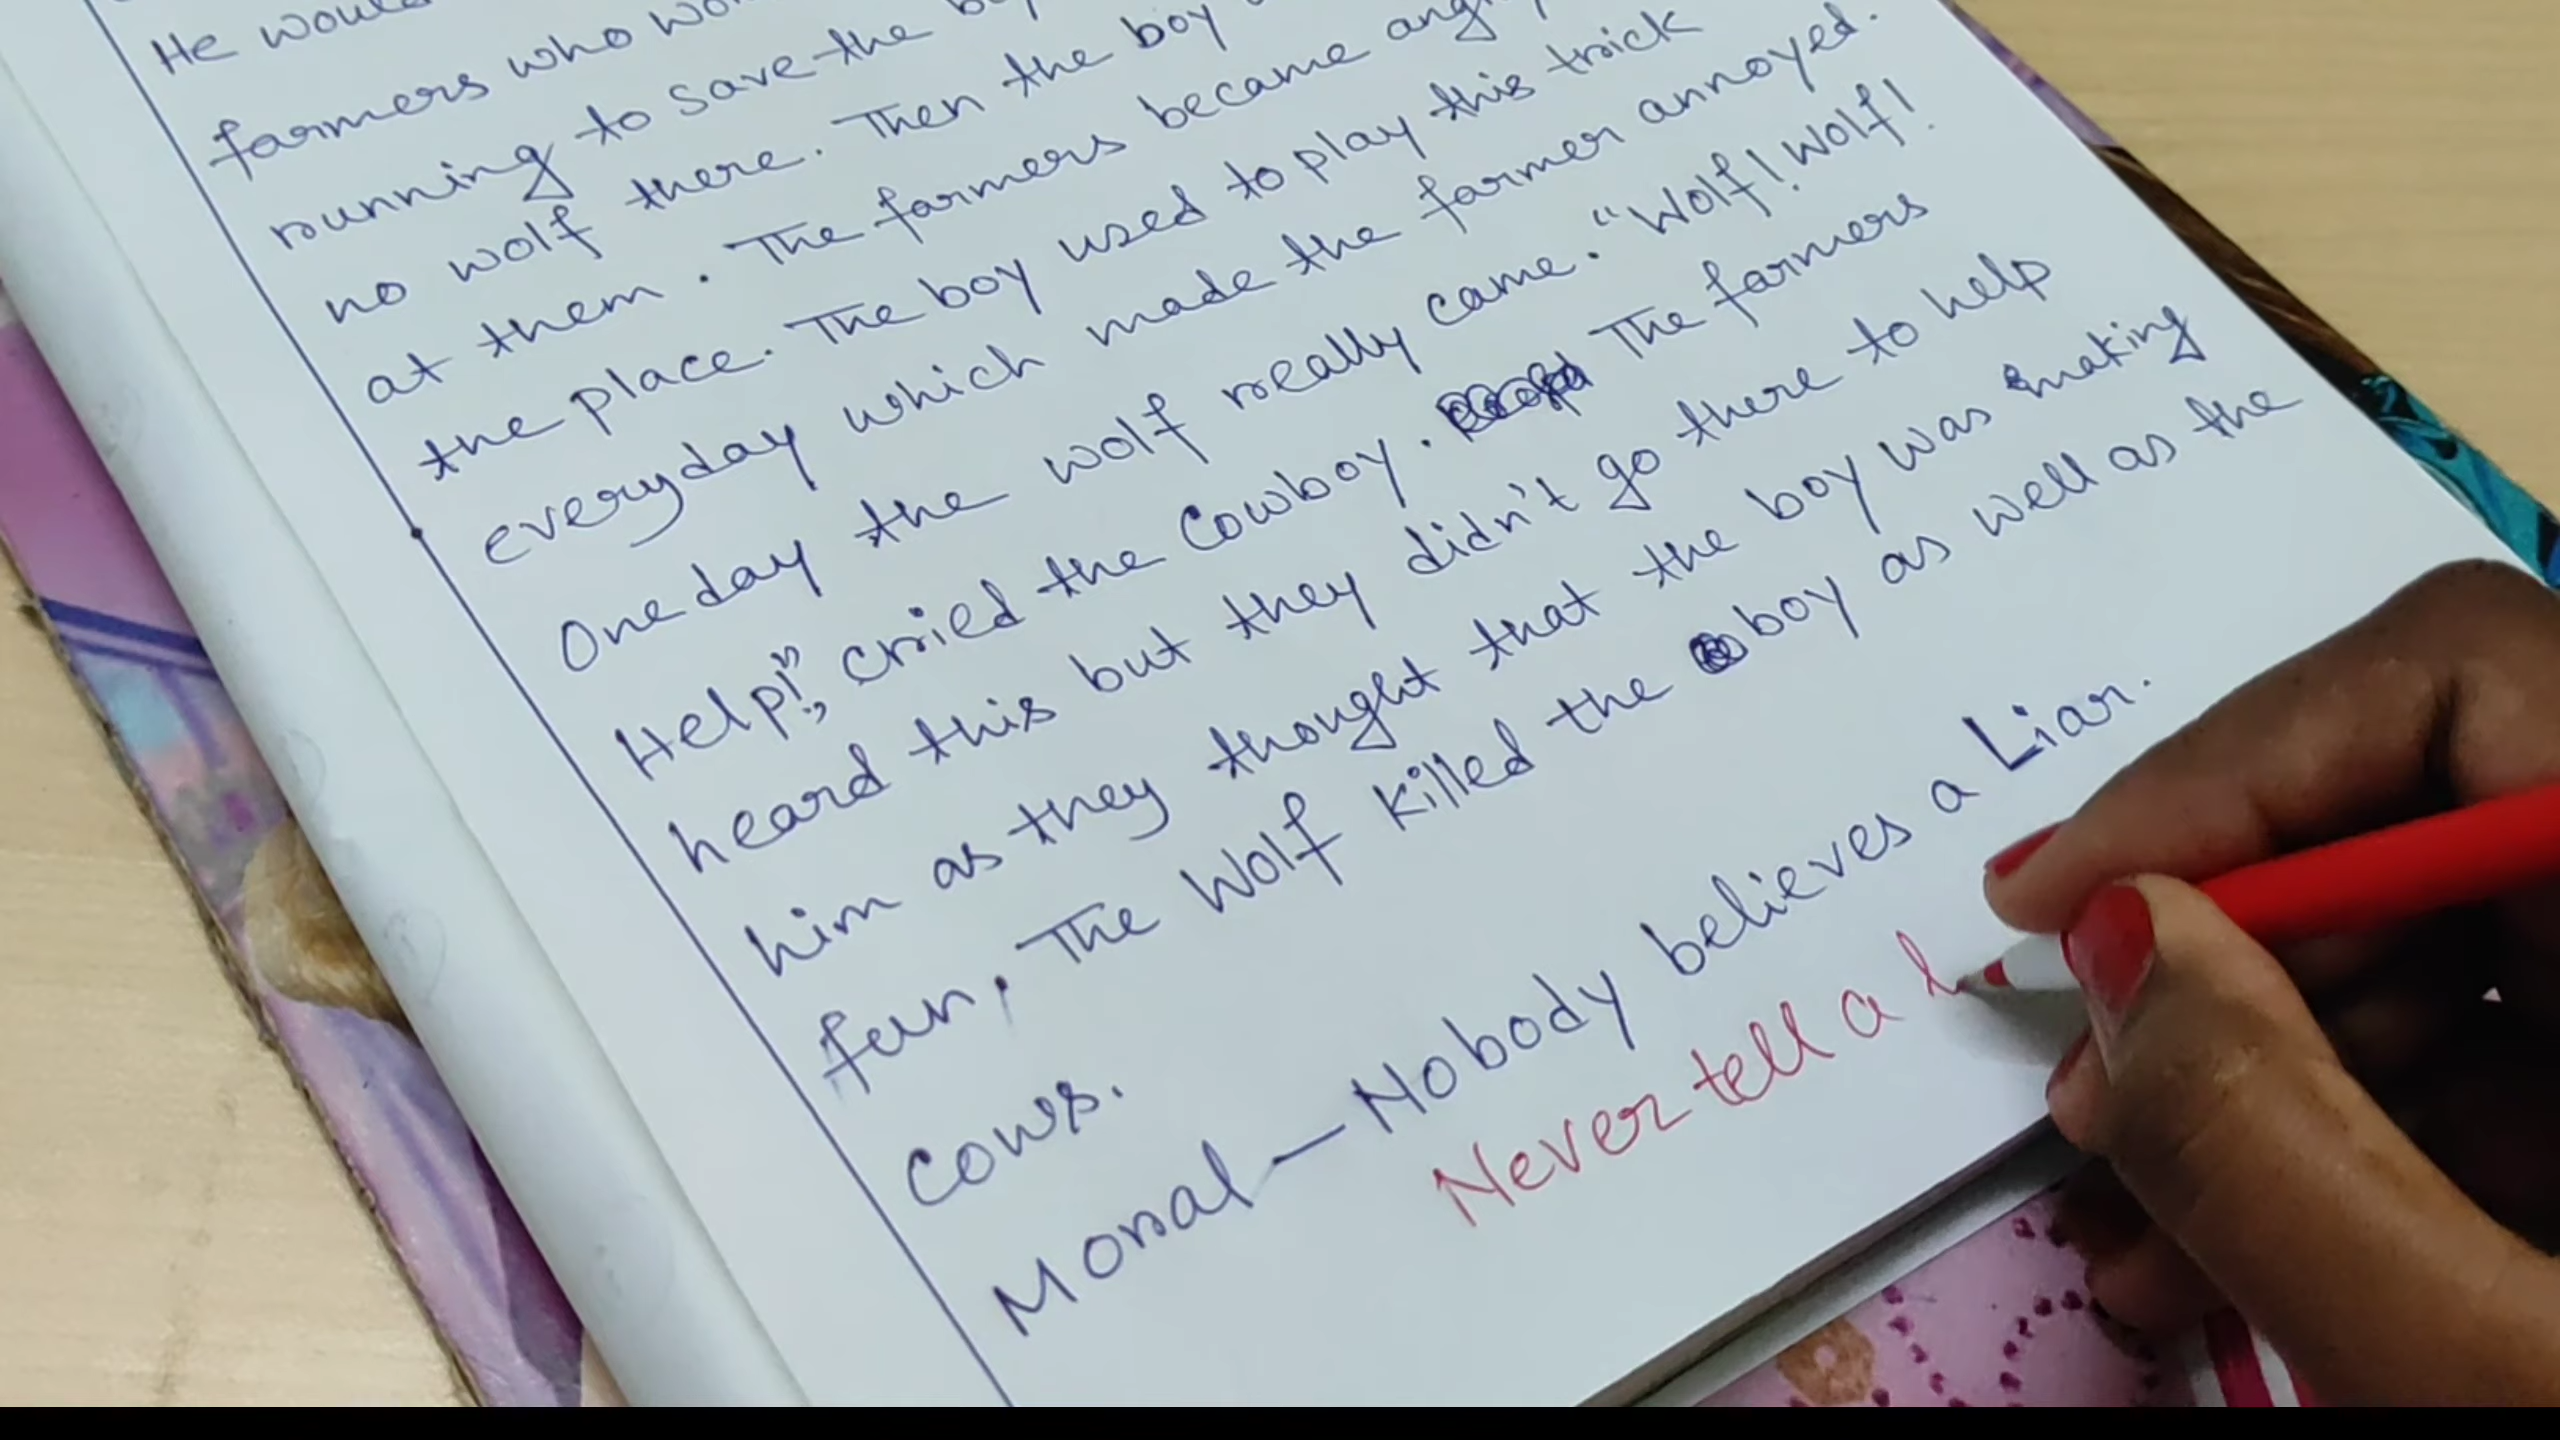 He would
farmers who
running to save the
no wolf there. Then the boy
at them. The farmers became
the place. The boy used to play this trick
everyday which made the farmer annoyed.
One day the wolf really came. "Wolf! Wolf!
Help!", cried the Cowboy. The farmers
heard this but they didn't go there to help
him as they thought that the boy was making
fun. The Wolf killed the boy as well as the
cows.
Moral - Nobody believes a Liar.
Never tell a